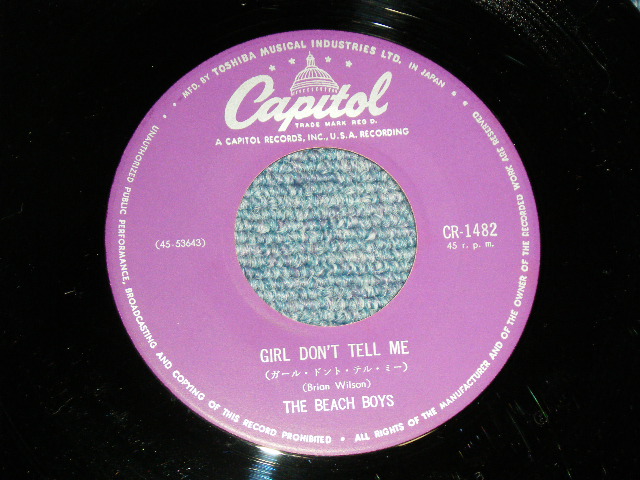 • MFD. BY TOSHIBA MUSICAL INDUSTRIES LTD. IN JAPAN •
Capitol
TRADE MARK REG D.
A CAPITOL RECORDS, INC., U.S.A. RECORDING
(45-53643)
CR-1482
45 r. p. m.
GIRL DON'T TELL ME
(ガール・ドント・テル・ミー)
(Brian Wilson)
THE BEACH BOYS
UNAUTHORIZED PUBLIC PERFORMANCE, BROADCASTING AND COPYING OF THIS RECORD PROHIBITED • ALL RIGHTS OF THE MANUFACTURER AND OF THE OWNER OF THE RECORDED WORK ARE RESERVED